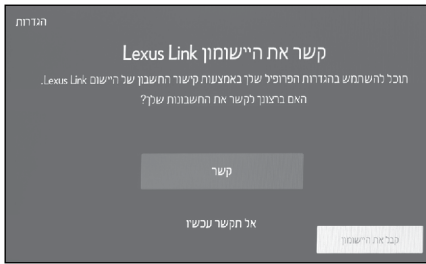 הגדרות
קשר את היישומון Lexus Link
תוכל להשתמש בהגדרות הפרופיל שלך באמצעות קישור החשבון של היישום Lexus Link.
האם ברצונך לקשר את החשבונות שלך?
קשר
אל תקשר עכשיו
קבל את היישומון